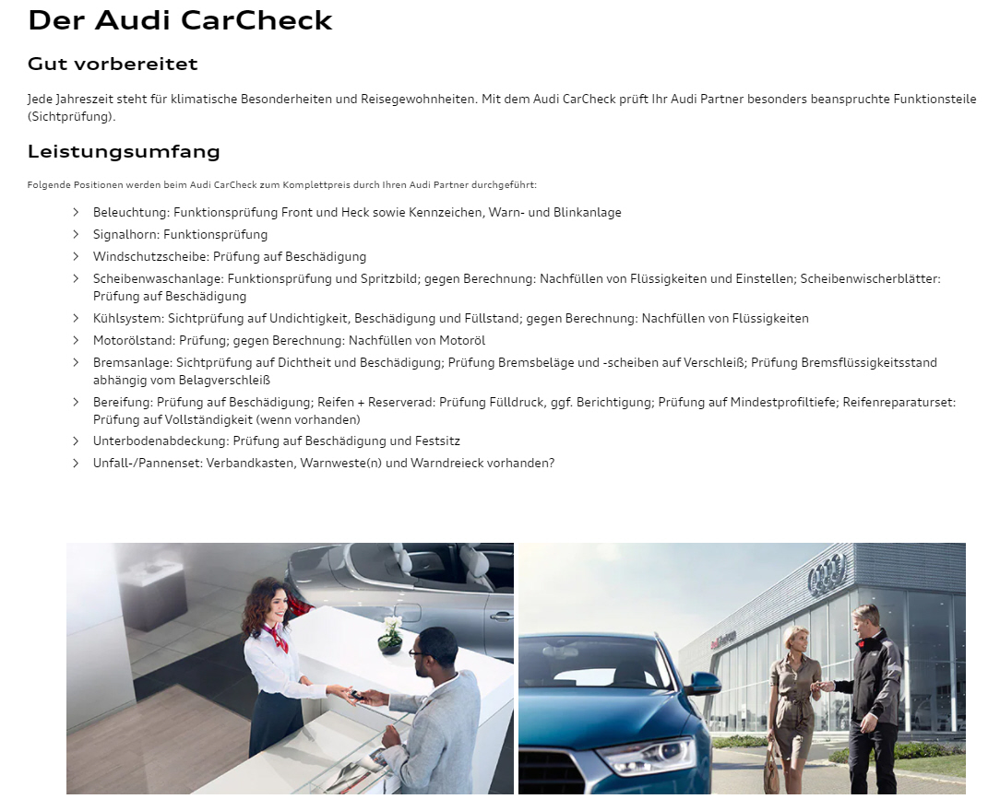 Der Audi CarCheck
Gut vorbereitet
Jede Jahreszeit steht für klimatische Besonderheiten und Reisegewohnheiten. Mit dem Audi CarCheck prüft Ihr Audi Partner besonders beanspruchte Funktionsteile
(Sichtprüfung).
Leistungsumfang
Folgende Positionen werden beim Audi CarCheck zum Komplettpreis durch Ihren Audi Partner durchgeführt:
Beleuchtung: Funktionsprüfung Front und Heck sowie Kennzeichen, Warn- und Blinkanlage
Signalhorn: Funktionsprüfung
Windschutzscheibe: Prüfung auf Beschädigung
Scheibenwaschanlage: Funktionsprüfung und Spritzbild; gegen Berechnung: Nachfüllen von Flüssigkeiten und Einstellen; Scheibenwischerblätter:
Prüfung auf Beschädigung
Kühlsystem: Sichtprüfung auf Undichtigkeit, Beschädigung und Füllstand; gegen Berechnung: Nachfüllen von Flüssigkeiten
Motorölstand: Prüfung; gegen Berechnung: Nachfüllen von Motoröl
Bremsanlage: Sichtprüfung auf Dichtheit und Beschädigung; Prüfung Bremsbeläge und -scheiben auf Verschleiß; Prüfung Bremsflüssigkeitsstand
abhängig vom Belagverschleiß
Bereifung: Prüfung auf Beschädigung; Reifen + Reserverad: Prüfung Fülldruck, ggf. Berichtigung; Prüfung auf Mindestprofiltiefe; Reifenreparaturset:
Prüfung auf Vollständigkeit (wenn vorhanden)
Unterbodenabdeckung: Prüfung auf Beschädigung und Festsitz
Unfall-/Pannenset: Verbandkasten, Warnweste(n) und Warndreieck vorhanden?